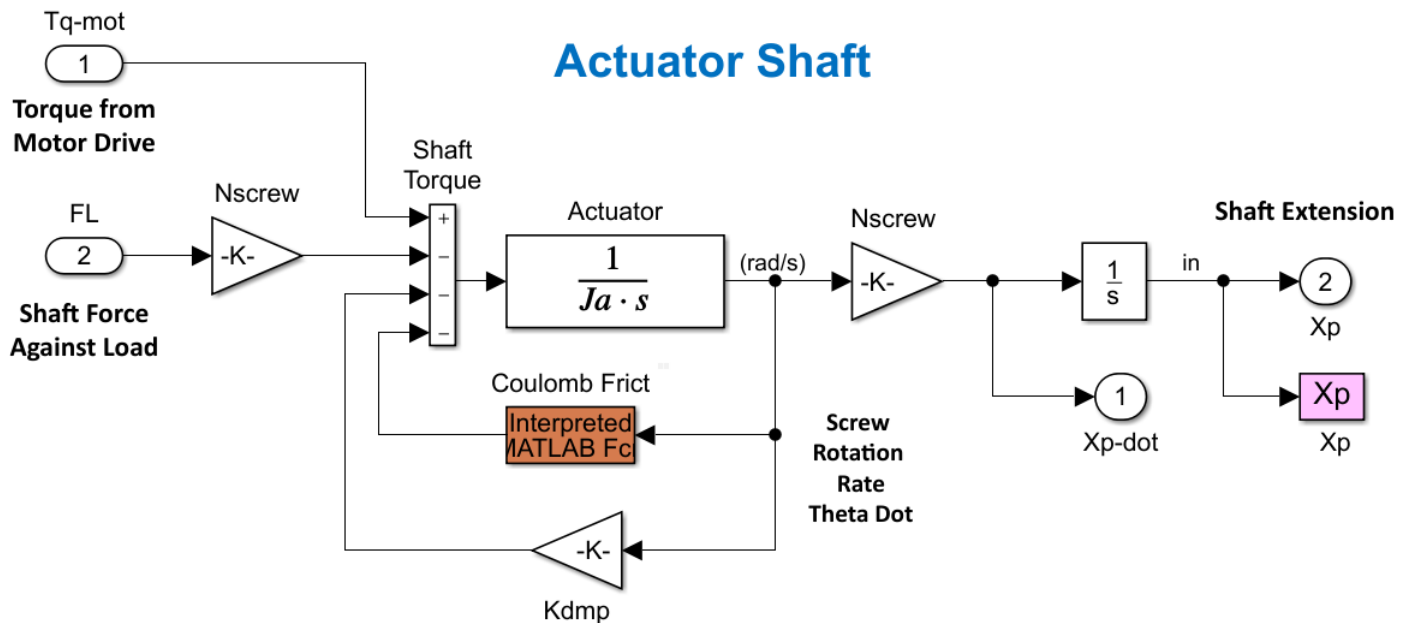 Actuator Shaft
Tq-mot
1
Torque from
Motor Drive
FL
2
Shaft Force
Against Load
Nscrew
-K-
Shaft
Torque
+
−
−
−
Actuator
1
Ja · s
(rad/s)
Nscrew
-K-
1
s
in
Shaft Extension
2
Xp
Xp
Xp
1
Xp-dot
Coulomb Frict
Interpreted
MATLAB Fc
Screw
Rotation
Rate
Theta Dot
-K-
Kdmp